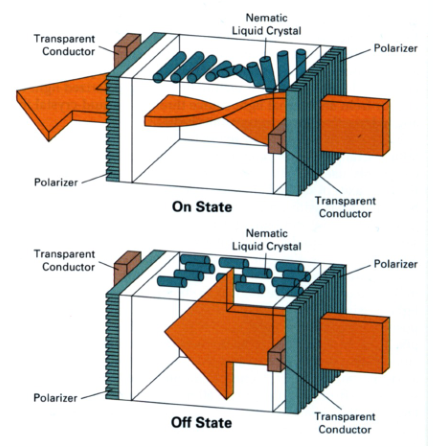 Nematic
Liquid Crystal
Transparent
Conductor
Polarizer
Polarizer
On State
Transparent
Conductor
Nematic
Liquid Crystal
Transparent
Conductor
Polarizer
Polarizer
Off State
Transparent
Conductor